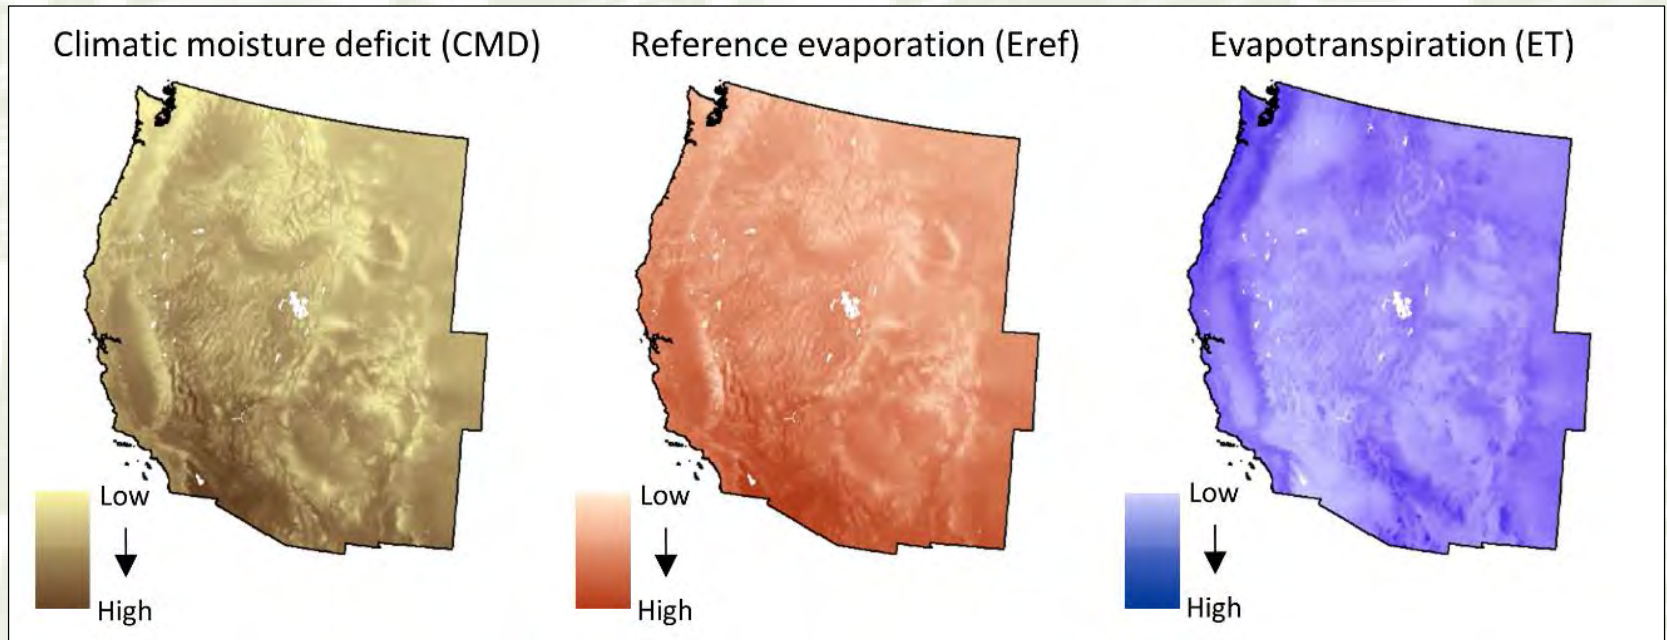 Climatic moisture deficit (CMD)
Reference evaporation (Eref)
Evapotranspiration (ET)
Low
High
Low
High
Low
High